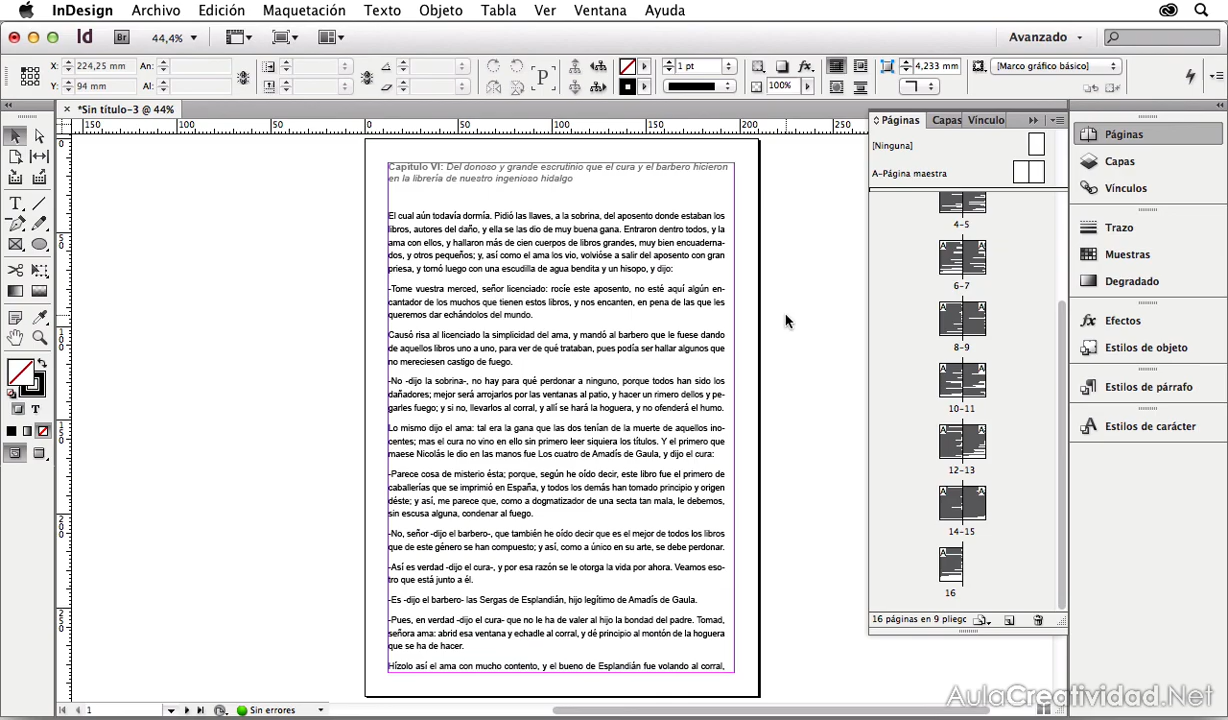 InDesign Archivo Edición Maquetación Texto Objeto Tabla Ver Ventana Ayuda
Id Br 44,4% Avanzado
X: 224,25 mm An: 1 pt 4,233 mm [Marco gráfico básico]
Y: 94 mm Al: 100%
*Sin título-3 @ 44%
150 100 50 0 50 100 150 200 250
Páginas Capas Vínculo
[Ninguna]
A-Página maestra
4-5
6-7
8-9
10-11
12-13
14-15
16
16 páginas en 9 pliego
Páginas
Capas
Vínculos
Trazo
Muestras
Degradado
Efectos
Estilos de objeto
Estilos de párrafo
Estilos de carácter
Capítulo VI: Del donoso y grande escrutinio que el cura y el barbero hicieron
en la librería de nuestro ingenioso hidalgo
El cual aún todavía dormía. Pidió las llaves, a la sobrina, del aposento donde estaban los
libros, autores del daño, y ella se las dio de muy buena gana. Entraron dentro todos, y la
ama con ellos, y hallaron más de cien cuerpos de libros grandes, muy bien encuaderna-
dos, y otros pequeños; y, así como el ama los vio, volvióse a salir del aposento con gran
priesa, y tornó luego con una escudilla de agua bendita y un hisopo, y dijo:
-Tome vuestra merced, señor licenciado: rocíe este aposento, no esté aquí algún en-
cantador de los muchos que tienen estos libros, y nos encanten, en pena de las que les
queremos dar echándolos del mundo.
Causó risa al licenciado la simplicidad del ama, y mandó al barbero que le fuese dando
de aquellos libros uno a uno, para ver de qué trataban, pues podía ser hallar algunos que
no mereciesen castigo de fuego.
-No -dijo la sobrina-, no hay para qué perdonar a ninguno, porque todos han sido los
dañadores; mejor será arrojarlos por las ventanas al patio, y hacer un rimero dellos y pe-
garles fuego; y si no, llevarlos al corral, y allí se hará la hoguera, y no ofenderá el humo.
Lo mismo dijo el ama: tal era la gana que las dos tenían de la muerte de aquellos ino-
centes; mas el cura no vino en ello sin primero leer siquiera los títulos. Y el primero que
maese Nicolás le dio en las manos fue Los cuatro de Amadís de Gaula, y dijo el cura:
-Parece cosa de misterio ésta; porque, según he oído decir, este libro fue el primero de
caballerías que se imprimió en España, y todos los demás han tomado principio y origen
déste; y así, me parece que, como a dogmatizador de una secta tan mala, le debemos,
sin escusa alguna, condenar al fuego.
-No, señor -dijo el barbero-, que también he oído decir que es el mejor de todos los libros
que de este género se han compuesto; y así, como a único en su arte, se debe perdonar.
-Así es verdad -dijo el cura-, y por esa razón se le otorga la vida por ahora. Veamos eso-
tro que está junto a él.
-Es -dijo el barbero- las Sergas de Esplandián, hijo legítimo de Amadís de Gaula.
-Pues, en verdad -dijo el cura- que no le ha de valer al hijo la bondad del padre. Tomad,
señora ama: abrid esa ventana y echadle al corral, y dé principio al montón de la hoguera
que se ha de hacer.
Hízolo así el ama con mucho contento, y el bueno de Esplandián fue volando al corral,
1 Sin errores
AulaCreatividad.Net